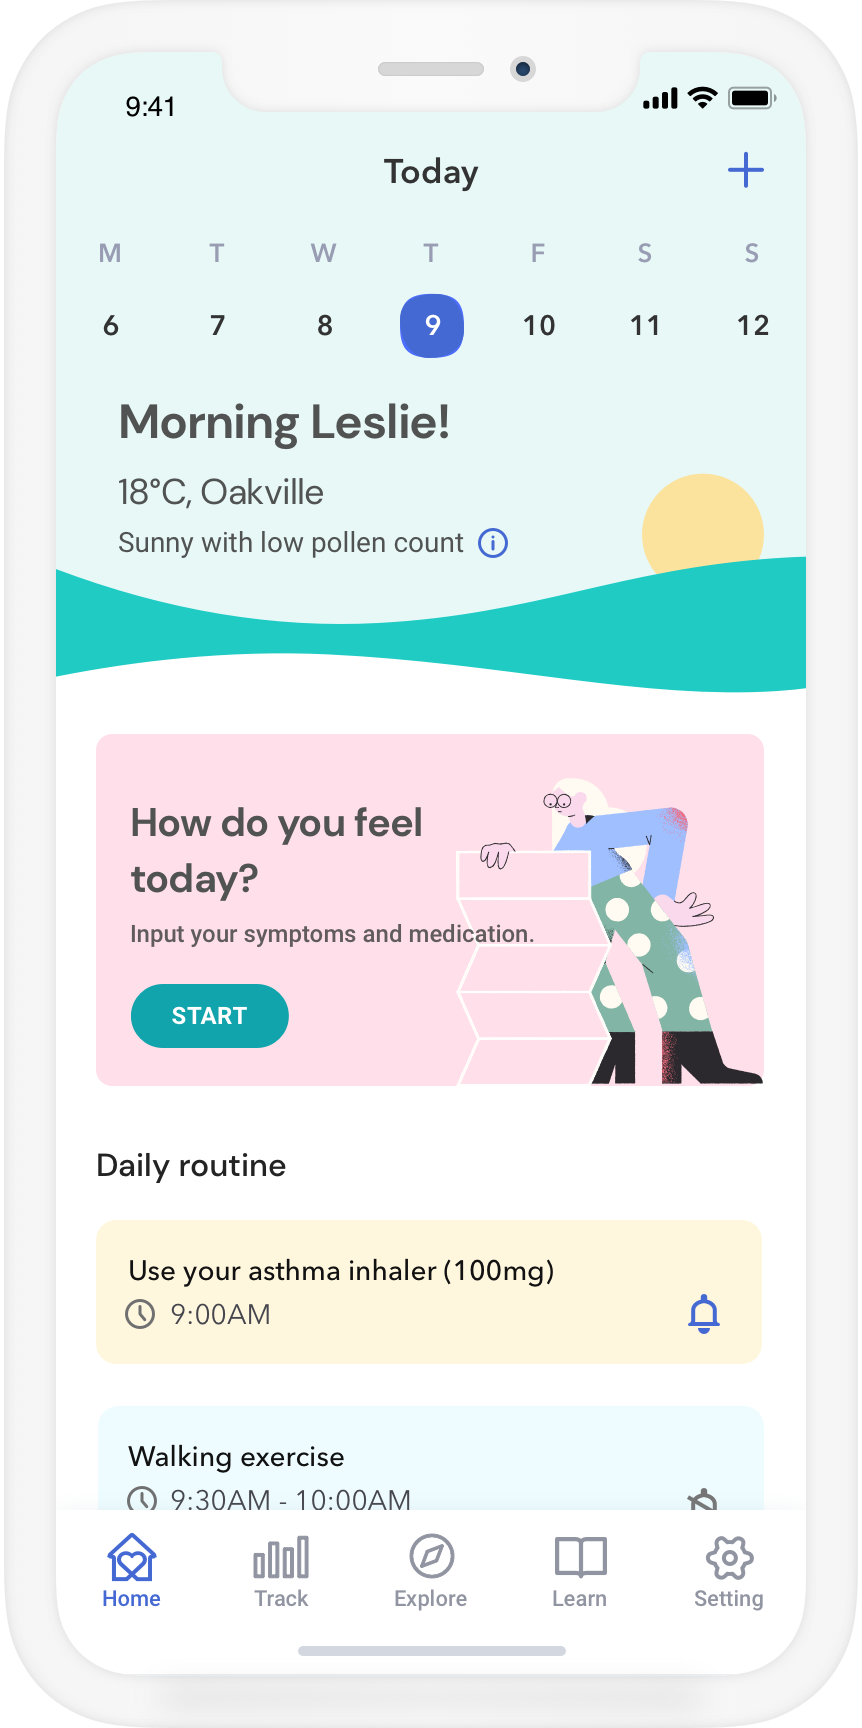 9:41
Today
M T W T F S S
6 7 8 9 10 11 12
Morning Leslie!
18°C, Oakville
Sunny with low pollen count
How do you feel
today?
Input your symptoms and medication.
START
Daily routine
Use your asthma inhaler (100mg)
9:00AM
Walking exercise
9:30AM - 10:00AM
Home Track Explore Learn Setting